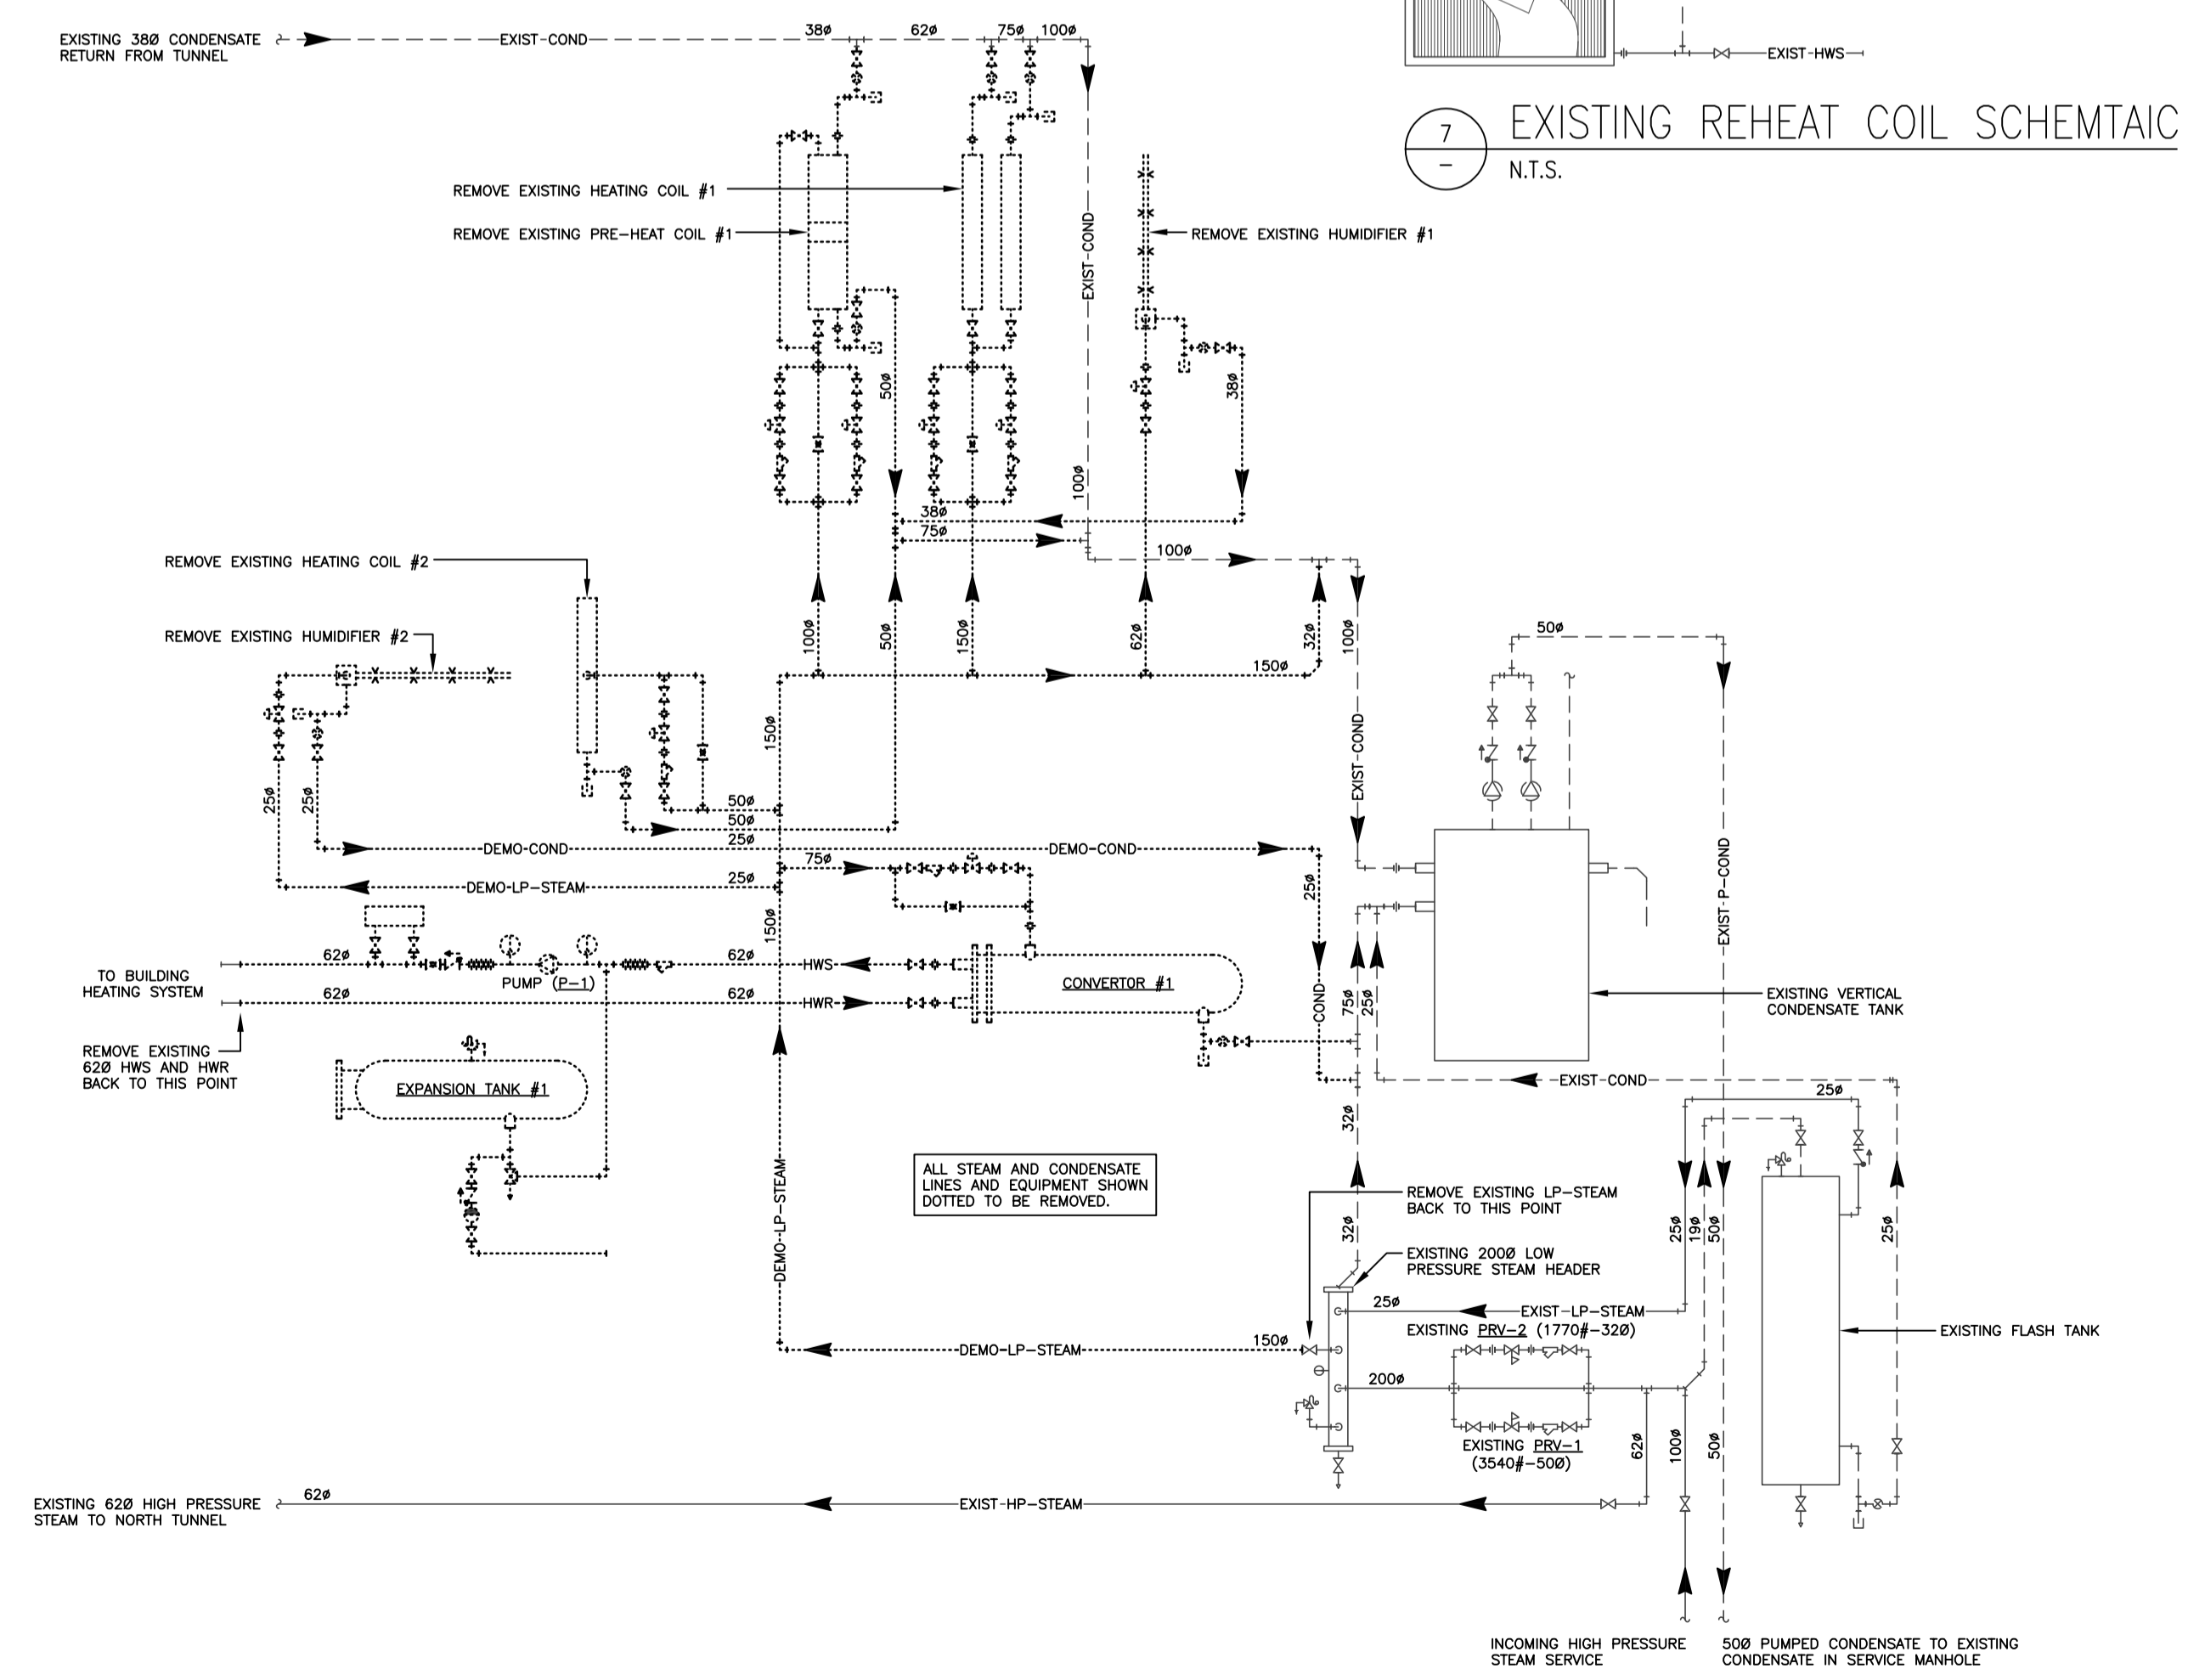 EXISTING 38Ø CONDENSATE
RETURN FROM TUNNEL
EXIST-COND
38ø
62ø
75ø
100ø
EXIST-HWS
7
–
EXISTING REHEAT COIL SCHEMTAIC
N.T.S.
REMOVE EXISTING HEATING COIL #1
REMOVE EXISTING PRE-HEAT COIL #1
EXIST-COND
REMOVE EXISTING HUMIDIFIER #1
50ø
38ø
100ø
38ø
75ø
100ø
REMOVE EXISTING HEATING COIL #2
REMOVE EXISTING HUMIDIFIER #2
100ø
50ø
150ø
62ø
32ø
100ø
150ø
50ø
150ø
EXIST-COND
25ø
25ø
50ø
50ø
25ø
DEMO-COND
DEMO-COND
75ø
DEMO-LP-STEAM
25ø
25ø
EXIST-P-COND
150ø
TO BUILDING
HEATING SYSTEM
62ø
PUMP (P-1)
62ø
HWS
62ø
62ø
HWR
CONVERTOR #1
COND
75ø
25ø
EXISTING VERTICAL
CONDENSATE TANK
REMOVE EXISTING
62Ø HWS AND HWR
BACK TO THIS POINT
EXPANSION TANK #1
EXIST-COND
25ø
32ø
ALL STEAM AND CONDENSATE
LINES AND EQUIPMENT SHOWN
DOTTED TO BE REMOVED.
DEMO-LP-STEAM
REMOVE EXISTING LP-STEAM
BACK TO THIS POINT
32ø
25ø
19ø
50ø
25ø
EXISTING 200Ø LOW
PRESSURE STEAM HEADER
25ø
EXIST-LP-STEAM
EXISTING PRV-2 (1770#-32Ø)
EXISTING FLASH TANK
DEMO-LP-STEAM
150ø
200ø
EXISTING PRV-1
(3540#-50Ø)
62ø
100ø
50ø
EXISTING 62Ø HIGH PRESSURE
STEAM TO NORTH TUNNEL
62ø
EXIST-HP-STEAM
INCOMING HIGH PRESSURE
STEAM SERVICE
50Ø PUMPED CONDENSATE TO EXISTING
CONDENSATE IN SERVICE MANHOLE